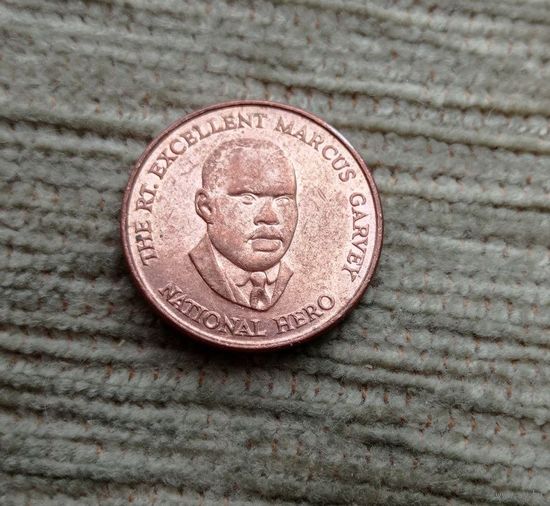 THE RT. EXCELLENT MARCUS GARVEY
NATIONAL HERO